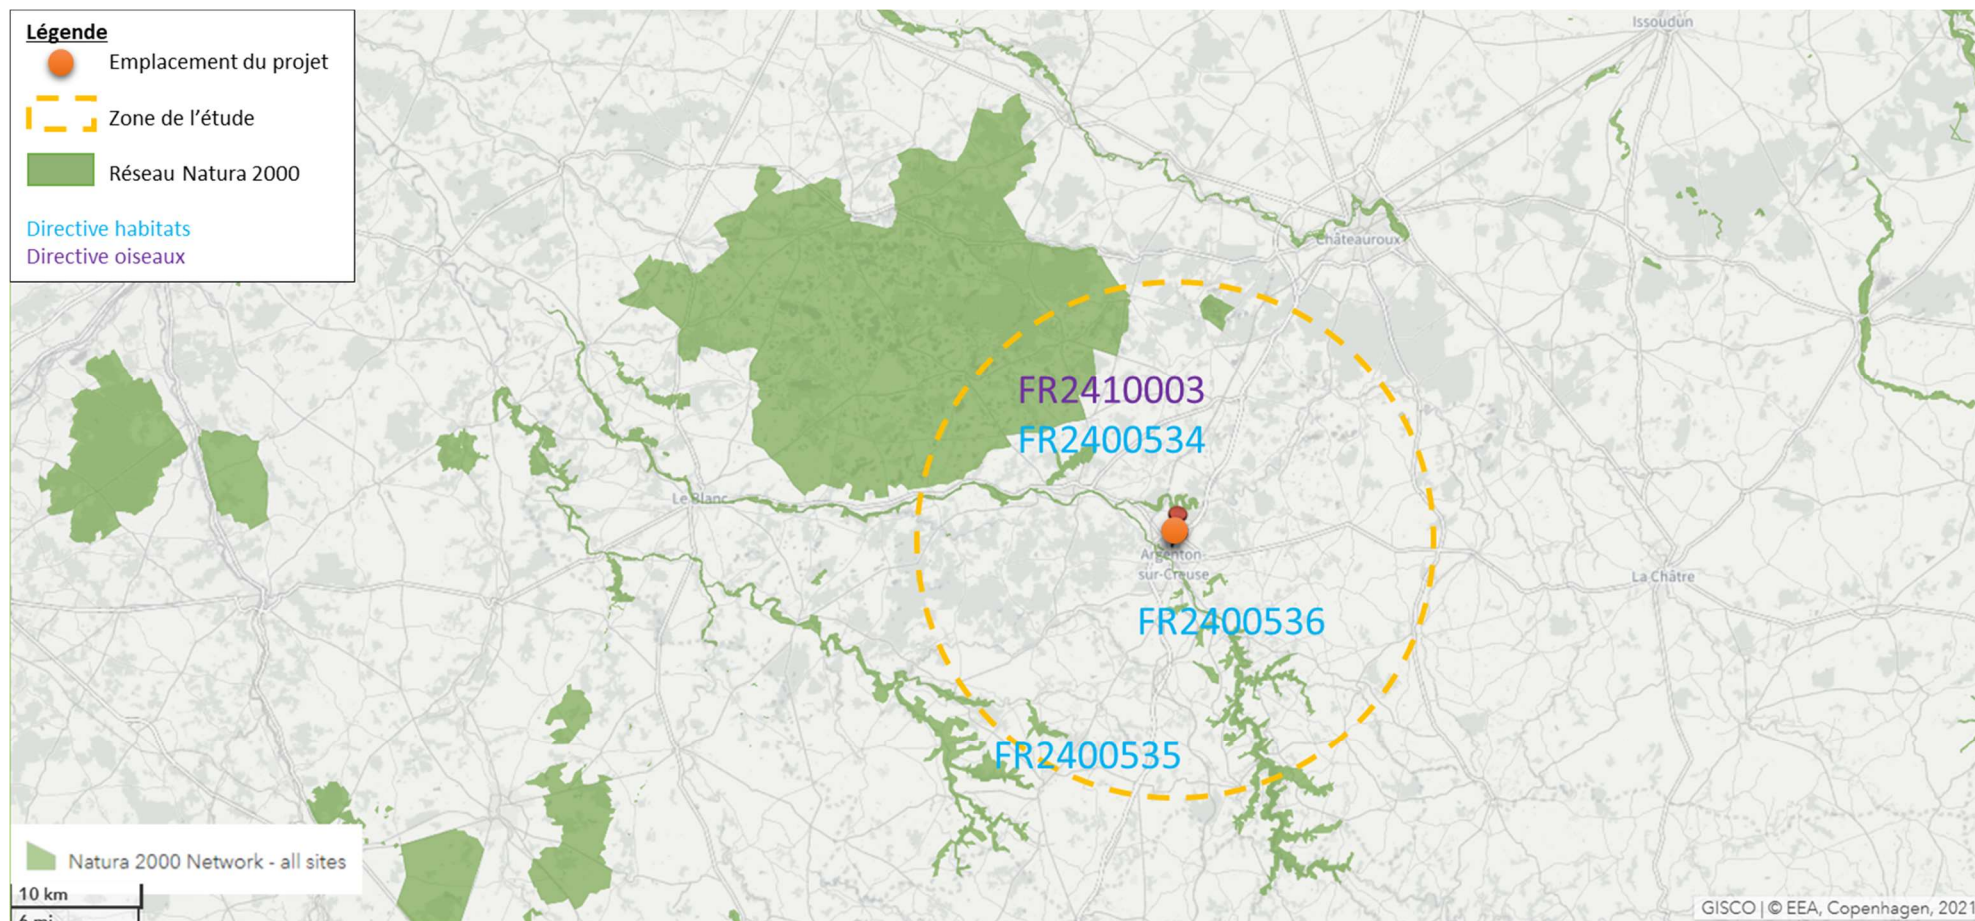 Légende
Emplacement du projet
Zone de l'étude
Réseau Natura 2000
Directive habitats
Directive oiseaux
Issoudun
Châteauroux
FR2410003
FR2400534
Le Blanc
Argenton-
sur-Creuse
La Châtre
FR2400536
FR2400535
Natura 2000 Network - all sites
10 km
6 mi
GISCO | © EEA, Copenhagen, 2021